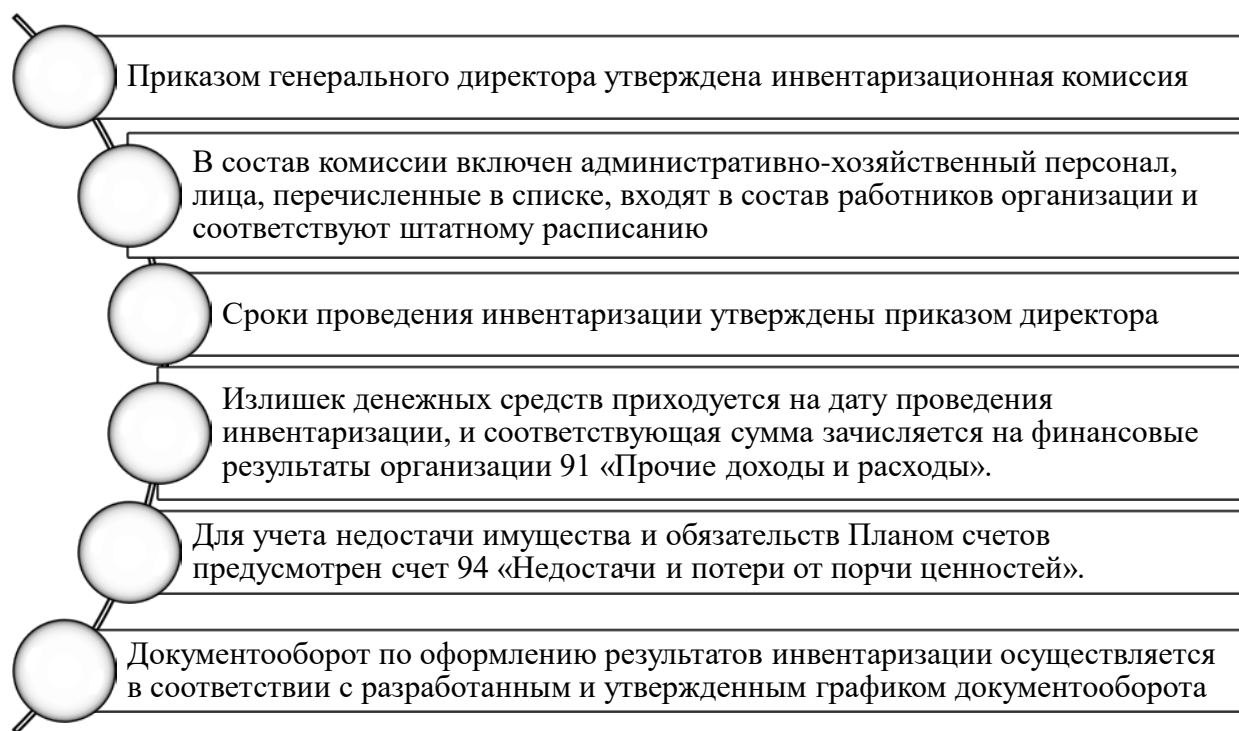 Приказом генерального директора утверждена инвентаризационная комиссия
В состав комиссии включен административно-хозяйственный персонал,
лица, перечисленные в списке, входят в состав работников организации и
соответствуют штатному расписанию
Сроки проведения инвентаризации утверждены приказом директора
Излишек денежных средств приходуется на дату проведения
инвентаризации, и соответствующая сумма зачисляется на финансовые
результаты организации 91 «Прочие доходы и расходы».
Для учета недостачи имущества и обязательств Планом счетов
предусмотрен счет 94 «Недостачи и потери от порчи ценностей».
Документооборот по оформлению результатов инвентаризации осуществляется
в соответствии с разработанным и утвержденным графиком документооборота